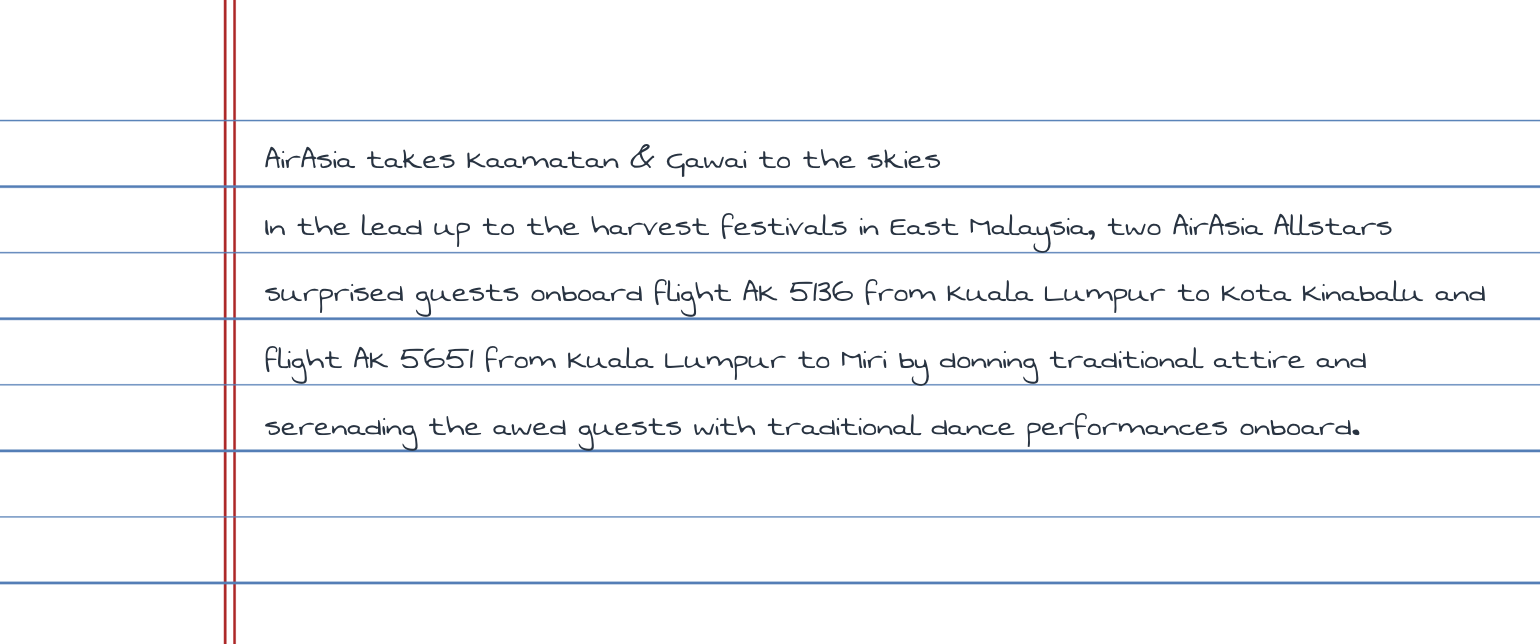 AirAsia takes Kaamatan & Gawai to the skies
In the lead up to the harvest festivals in East Malaysia, two AirAsia Allstars
surprised guests onboard flight AK 5136 from Kuala Lumpur to Kota Kinabalu and
flight AK 5651 from Kuala Lumpur to Miri by donning traditional attire and
serenading the awed guests with traditional dance performances onboard.